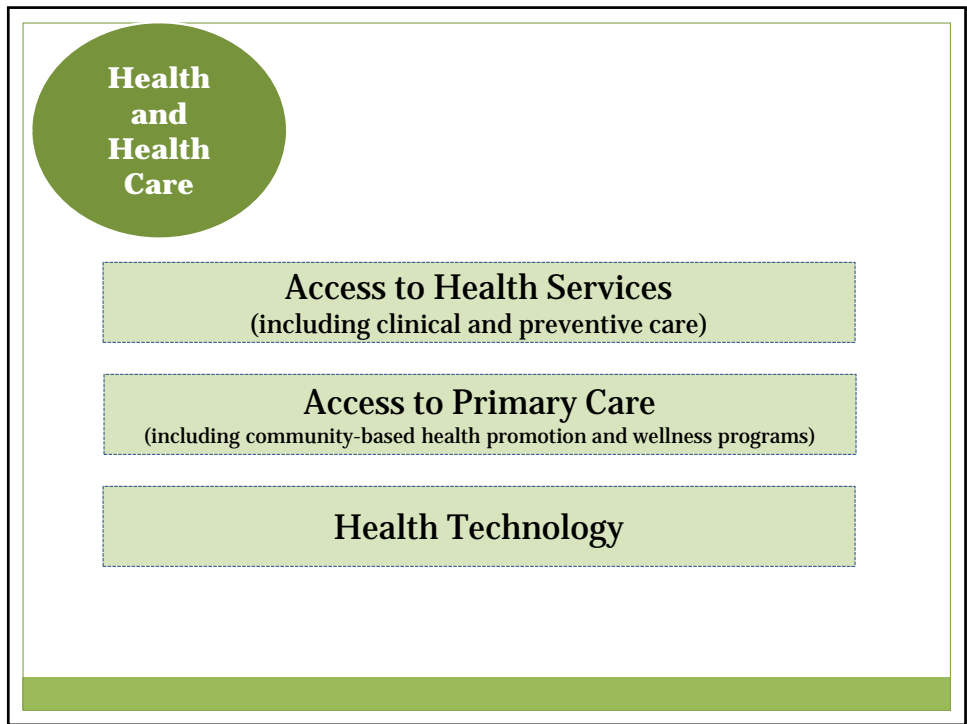 Health
and
Health
Care
Access to Health Services
(including clinical and preventive care)
Access to Primary Care
(including community-based health promotion and wellness programs)
Health Technology